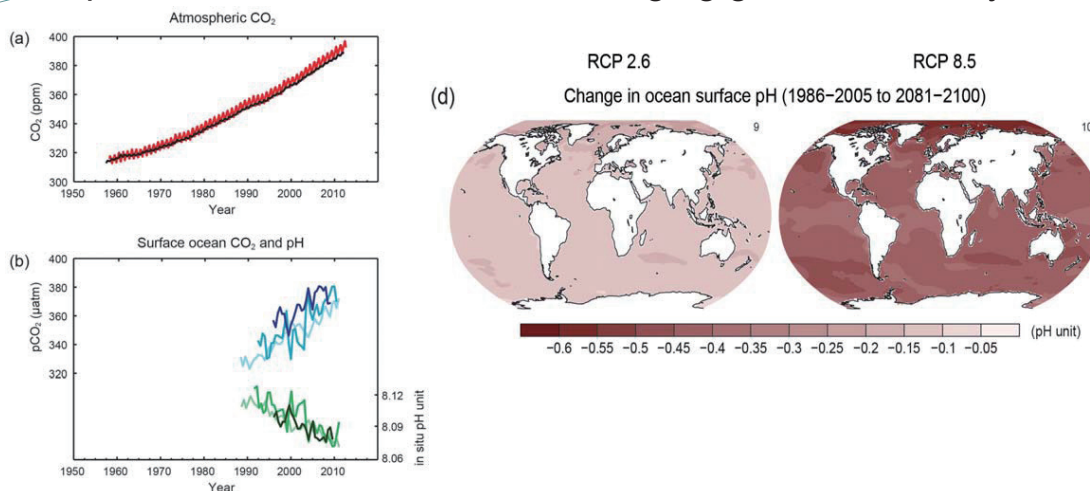 Atmospheric CO₂
(a)
400
380
360
340
320
300
CO₂ (ppm)
1950 1960 1970 1980 1990 2000 2010
Year
Surface ocean CO₂ and pH
(b)
380
360
340
320
pCO₂ (µatm)
8.12
8.09
8.06
in situ pH unit
1950 1960 1970 1980 1990 2000 2010
Year
RCP 2.6 RCP 8.5
(d) Change in ocean surface pH (1986−2005 to 2081−2100)
9 10
−0.6 −0.55 −0.5 −0.45 −0.4 −0.35 −0.3 −0.25 −0.2 −0.15 −0.1 −0.05 (pH unit)